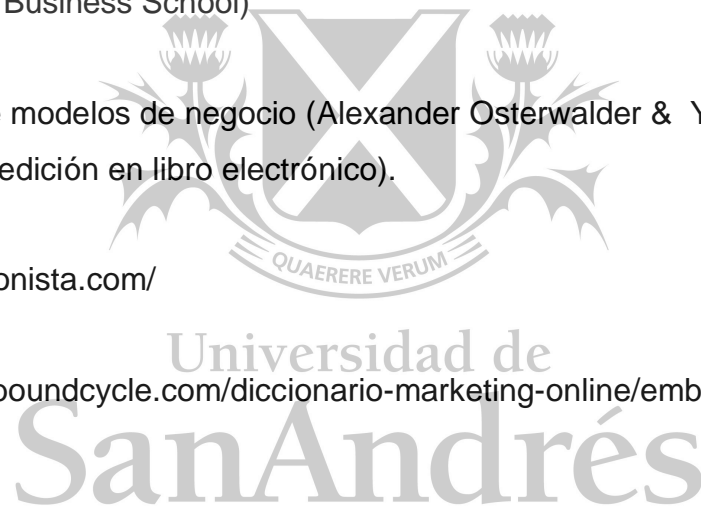 Business School)
modelos de negocio (Alexander Osterwalder & Y
edición en libro electrónico).
QUAERERE VERUM
onista.com/
Universidad de
oundcycle.com/diccionario-marketing-online/emb
SanAndrés